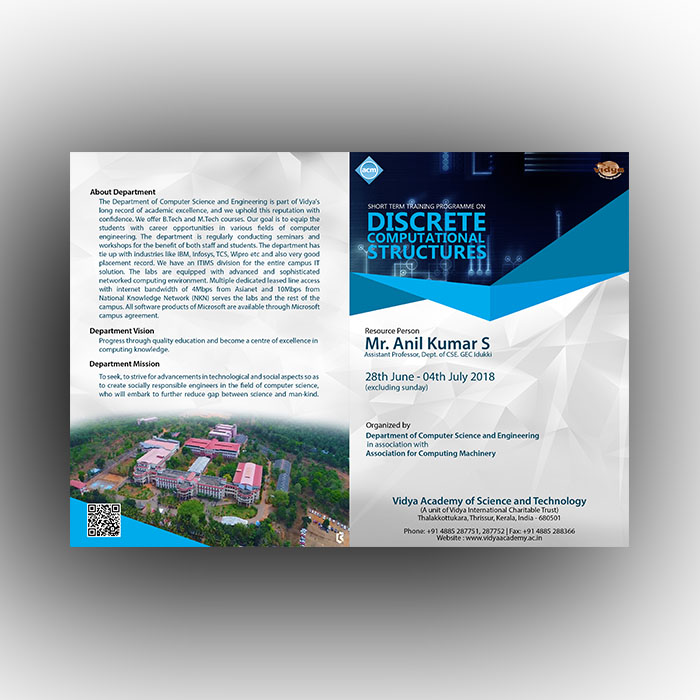 About Department
The Department of Computer Science and Engineering is part of Vidya's
long record of academic excellence, and we uphold this reputation with
confidence. We offer B.Tech and M.Tech courses. Our goal is to equip the
students with career opportunities in various fields of computer
engineering. The department is regularly conducting seminars and
workshops for the benefit of both staff and students. The department has
tie up with industries like IBM, Infosys, TCS, Wipro etc and also very good
placement record. We have an ITIMS division for the entire campus IT
solution. The labs are equipped with advanced and sophisticated
networked computing environment. Multiple dedicated leased line access
with internet bandwidth of 4Mbps from Asianet and 10Mbps from
National Knowledge Network (NKN) serves the labs and the rest of the
campus. All software products of Microsoft are available through Microsoft
campus agreement.
Department Vision
Progress through quality education and become a centre of excellence in
computing knowledge.
Department Mission
To seek, to strive for advancements in technological and social aspects so as
to create socially responsible engineers in the field of computer science,
who will embark to further reduce gap between science and man-kind.
acm
vidya
SHORT TERM TRAINING PROGRAMME ON
DISCRETE
COMPUTATIONAL
STRUCTURES
Resource Person
Mr. Anil Kumar S
Assistant Professor, Dept. of CSE. GEC Idukki
28th June - 04th July 2018
(excluding sunday)
Organized by
Department of Computer Science and Engineering
in association with
Association for Computing Machinery
Vidya Academy of Science and Technology
(A unit of Vidya International Charitable Trust)
Thalakkottukara, Thrissur, Kerala, India - 680501
Phone: +91 4885 287751, 287752 | Fax: +91 4885 288366
Website : www.vidyaacademy.ac.in